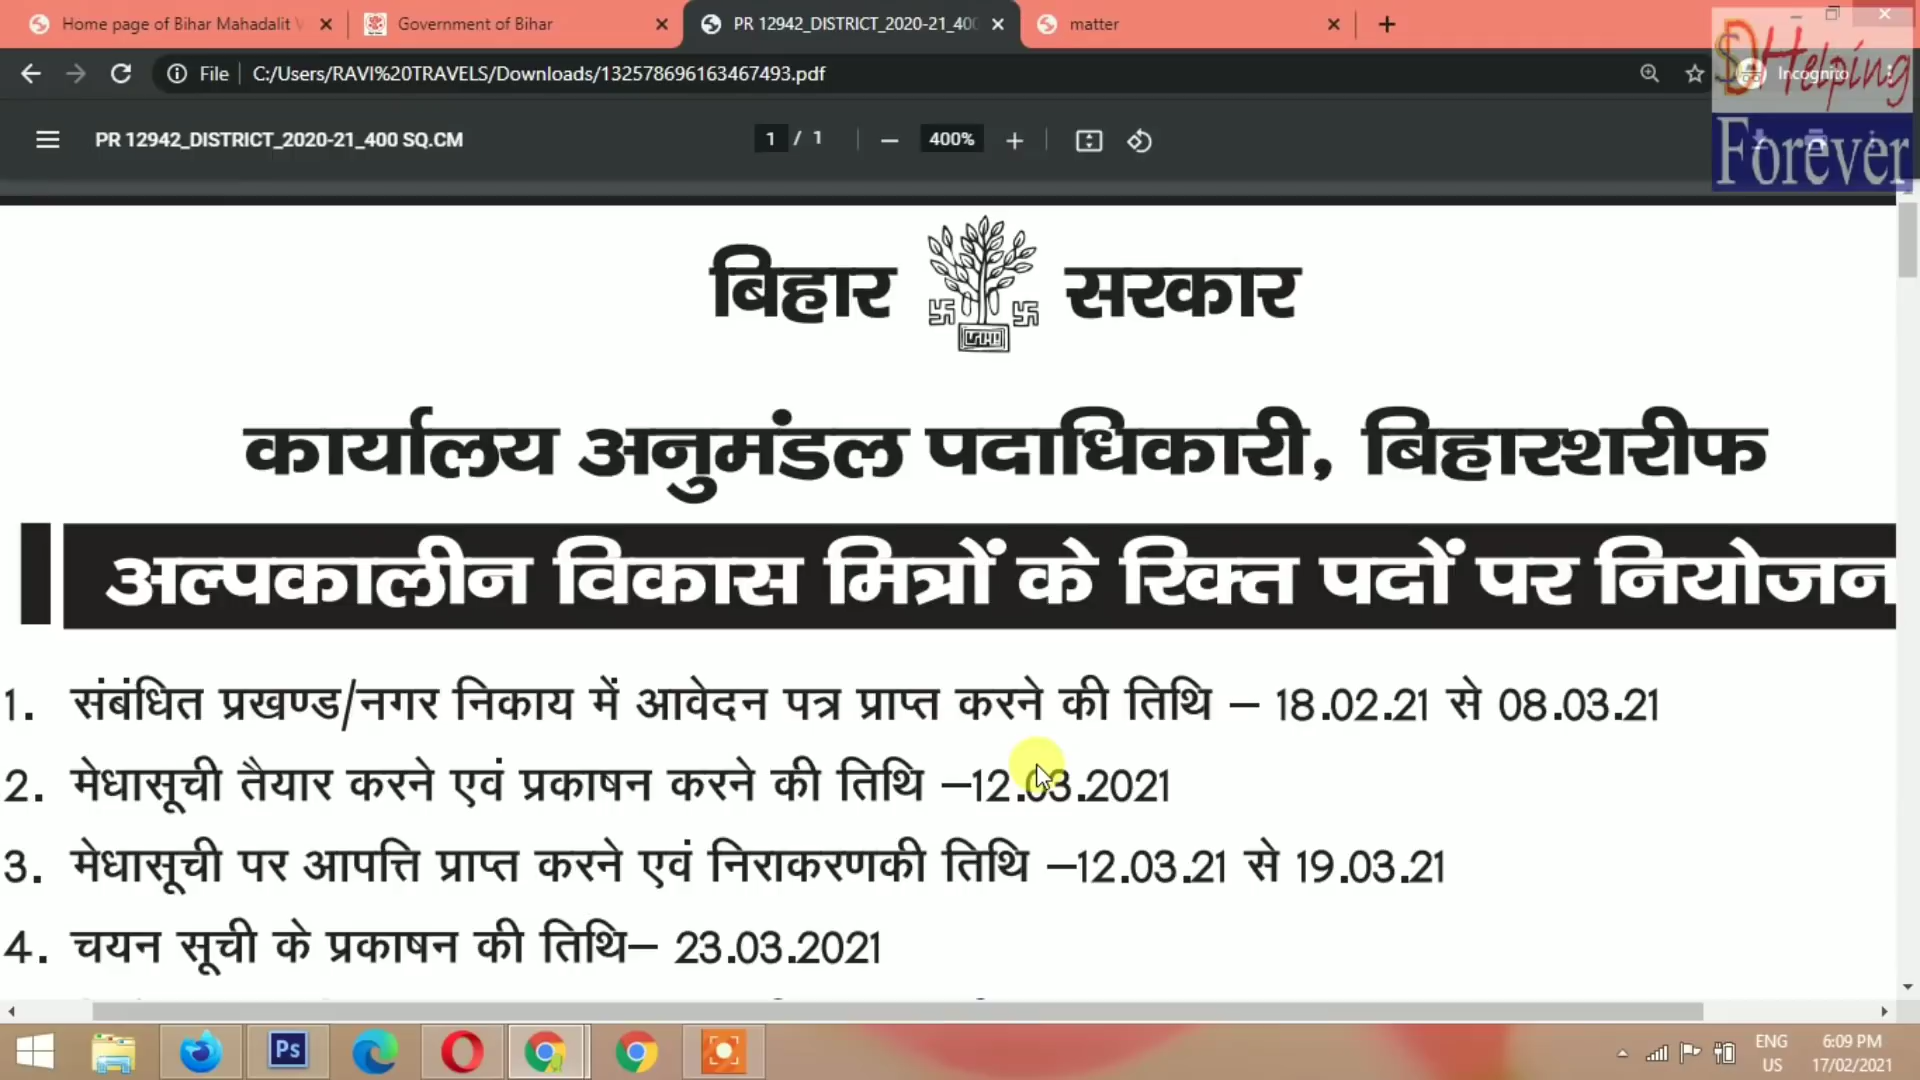 Home page of Bihar Mahadalit V
Government of Bihar
PR 12942_DISTRICT_2020-21_400
matter
File
C:/Users/RAVI%20TRAVELS/Downloads/132578696163467493.pdf
Incognito
SD Helping
Forever
PR 12942_DISTRICT_2020-21_400 SQ.CM
1 / 1
400%
बिहार सरकार
कार्यालय अनुमंडल पदाधिकारी, बिहारशरीफ
अल्पकालीन विकास मित्रों के रिक्त पदों पर नियोजन
1. संबंधित प्रखण्ड/नगर निकाय में आवेदन पत्र प्राप्त करने की तिथि – 18.02.21 से 08.03.21
2. मेधासूची तैयार करने एवं प्रकाषन करने की तिथि –12.03.2021
3. मेधासूची पर आपत्ति प्राप्त करने एवं निराकरणकी तिथि –12.03.21 से 19.03.21
4. चयन सूची के प्रकाषन की तिथि– 23.03.2021
Ps
ENG
US
6:09 PM
17/02/2021